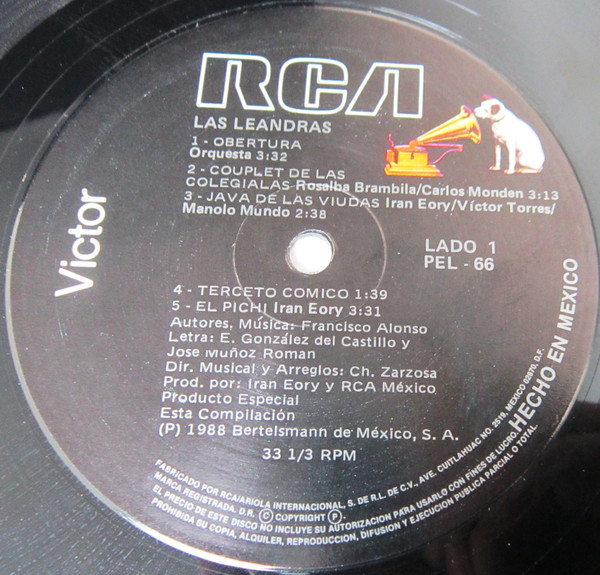 RCA
LAS LEANDRAS
1 - OBERTURA
Orquesta 3:32
2 - COUPLET DE LAS
COLEGIALAS Rosalba Brambila/Carlos Monden 3:13
3 - JAVA DE LAS VIUDAS Iran Eory/Víctor Torres/
Manolo Mundo 2:38
Victor
LADO 1
PEL - 66
4 - TERCETO COMICO 1:39
5 - EL PICHI Iran Eory 3:31
Autores, Música: Francisco Alonso
Letra: E. González del Castillo y
Jose Muñoz Roman
Dir. Musical y Arreglos: Ch. Zarzosa
Prod. por: Iran Eory y RCA México
Producto Especial
Esta Compilación
(P) 1988 Bertelsmann de México, S. A.
33 1/3 RPM
FABRICADO POR RCA/ARIOLA INTERNACIONAL, S. DE R.L. DE C.V., AVE. CUITLAHUAC NO. 2519, MEXICO 02870, D.F.
MARCA REGISTRADA. D.R. Ⓒ COPYRIGHT Ⓟ.
EL PRECIO DE ESTE DISCO NO INCLUYE SU AUTORIZACION PARA USARLO CON FINES DE LUCRO.
PROHIBIDA SU COPIA, ALQUILER, REPRODUCCION, DIFUSION Y EJECUCION PUBLICA PARCIAL O TOTAL.
HECHO EN MEXICO